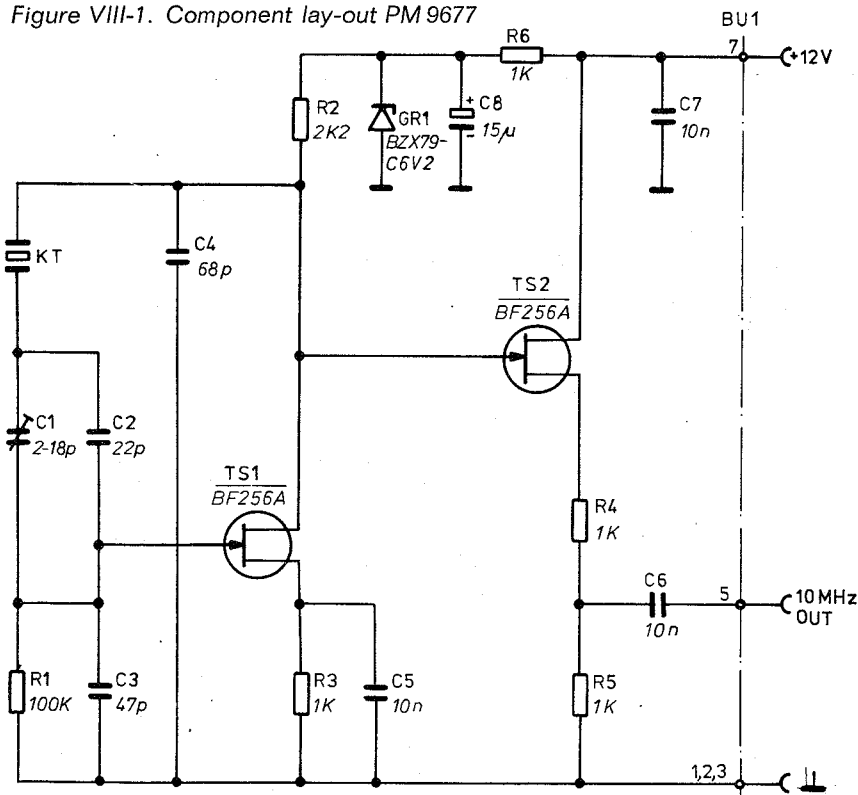 Figure VIII-1. Component lay-out PM 9677
BU1
R6
1K
7
+12V
R2
2K2
GR1
BZX79-
C6V2
+
C8
15µ
-
C7
10n
KT
C4
68p
TS2
BF256A
C1
2-18p
C2
22p
TS1
BF256A
R4
1K
C6
10n
5
10MHz
OUT
R1
100K
C3
47p
R3
1K
C5
10n
R5
1K
1,2,3